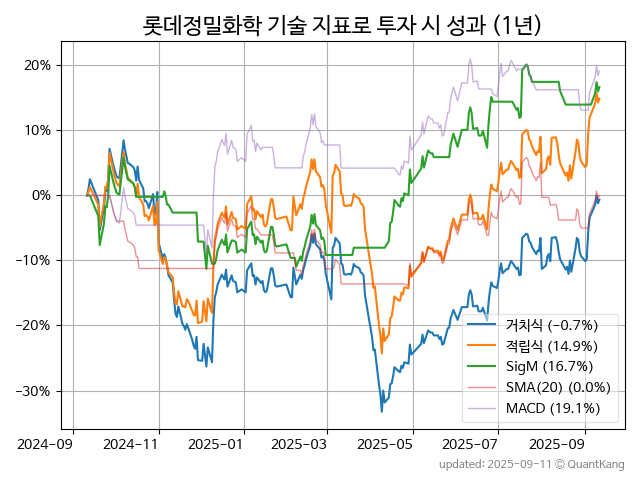 롯데정밀화학 기술 지표로 투자 시 성과 (1년)
20%
10%
0%
−10%
−20%
−30%
거치식 (−0.7%)
적립식 (14.9%)
SigM (16.7%)
SMA(20) (0.0%)
MACD (19.1%)
2024-09 2024-11 2025-01 2025-03 2025-05 2025-07 2025-09
updated: 2025-09-11 ⓒ QuantKang